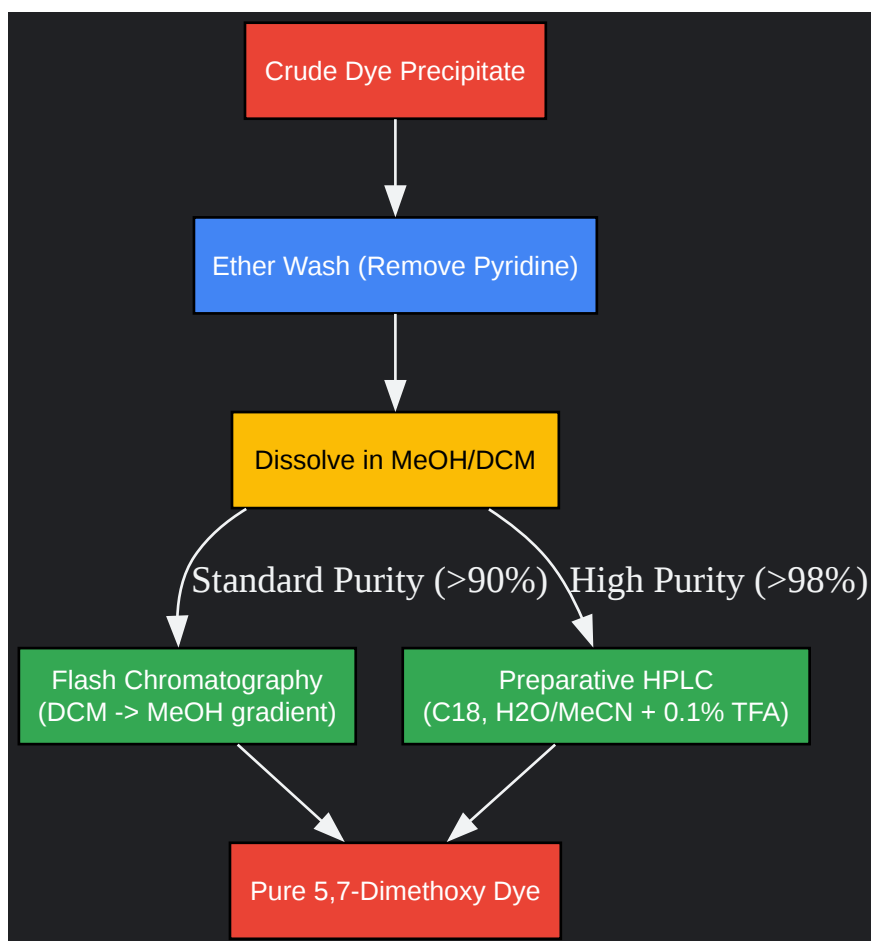 Crude Dye Precipitate
Ether Wash (Remove Pyridine)
Dissolve in MeOH/DCM
Standard Purity (>90%)
High Purity (>98%)
Flash Chromatography
(DCM -> MeOH gradient)
Preparative HPLC
(C18, H2O/MeCN + 0.1% TFA)
Pure 5,7-Dimethoxy Dye